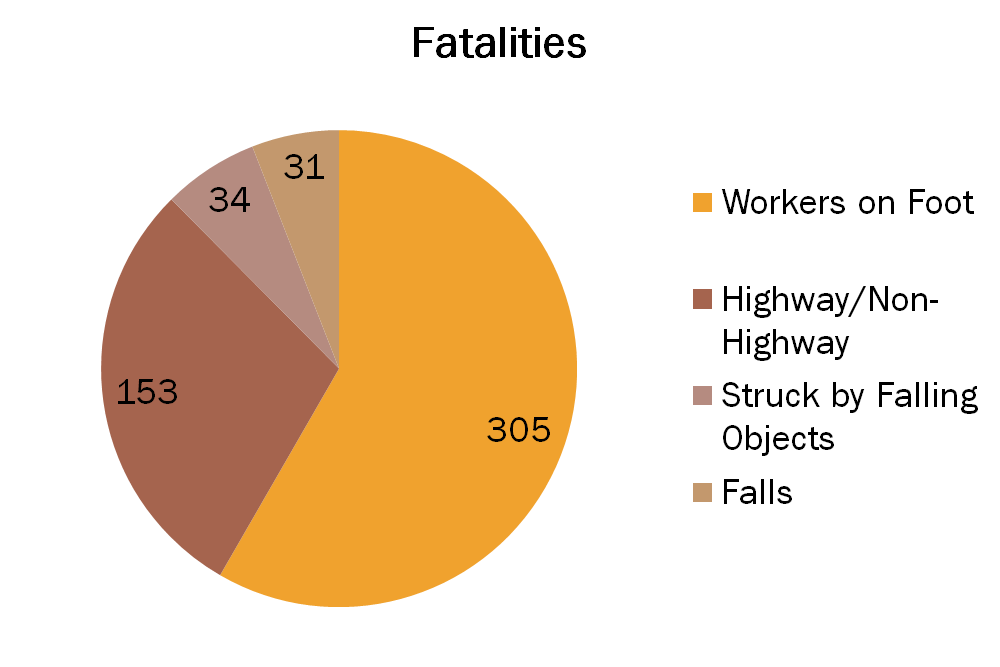 Fatalities
31
34
153
305
Workers on Foot
Highway/Non-
Highway
Struck by Falling
Objects
Falls